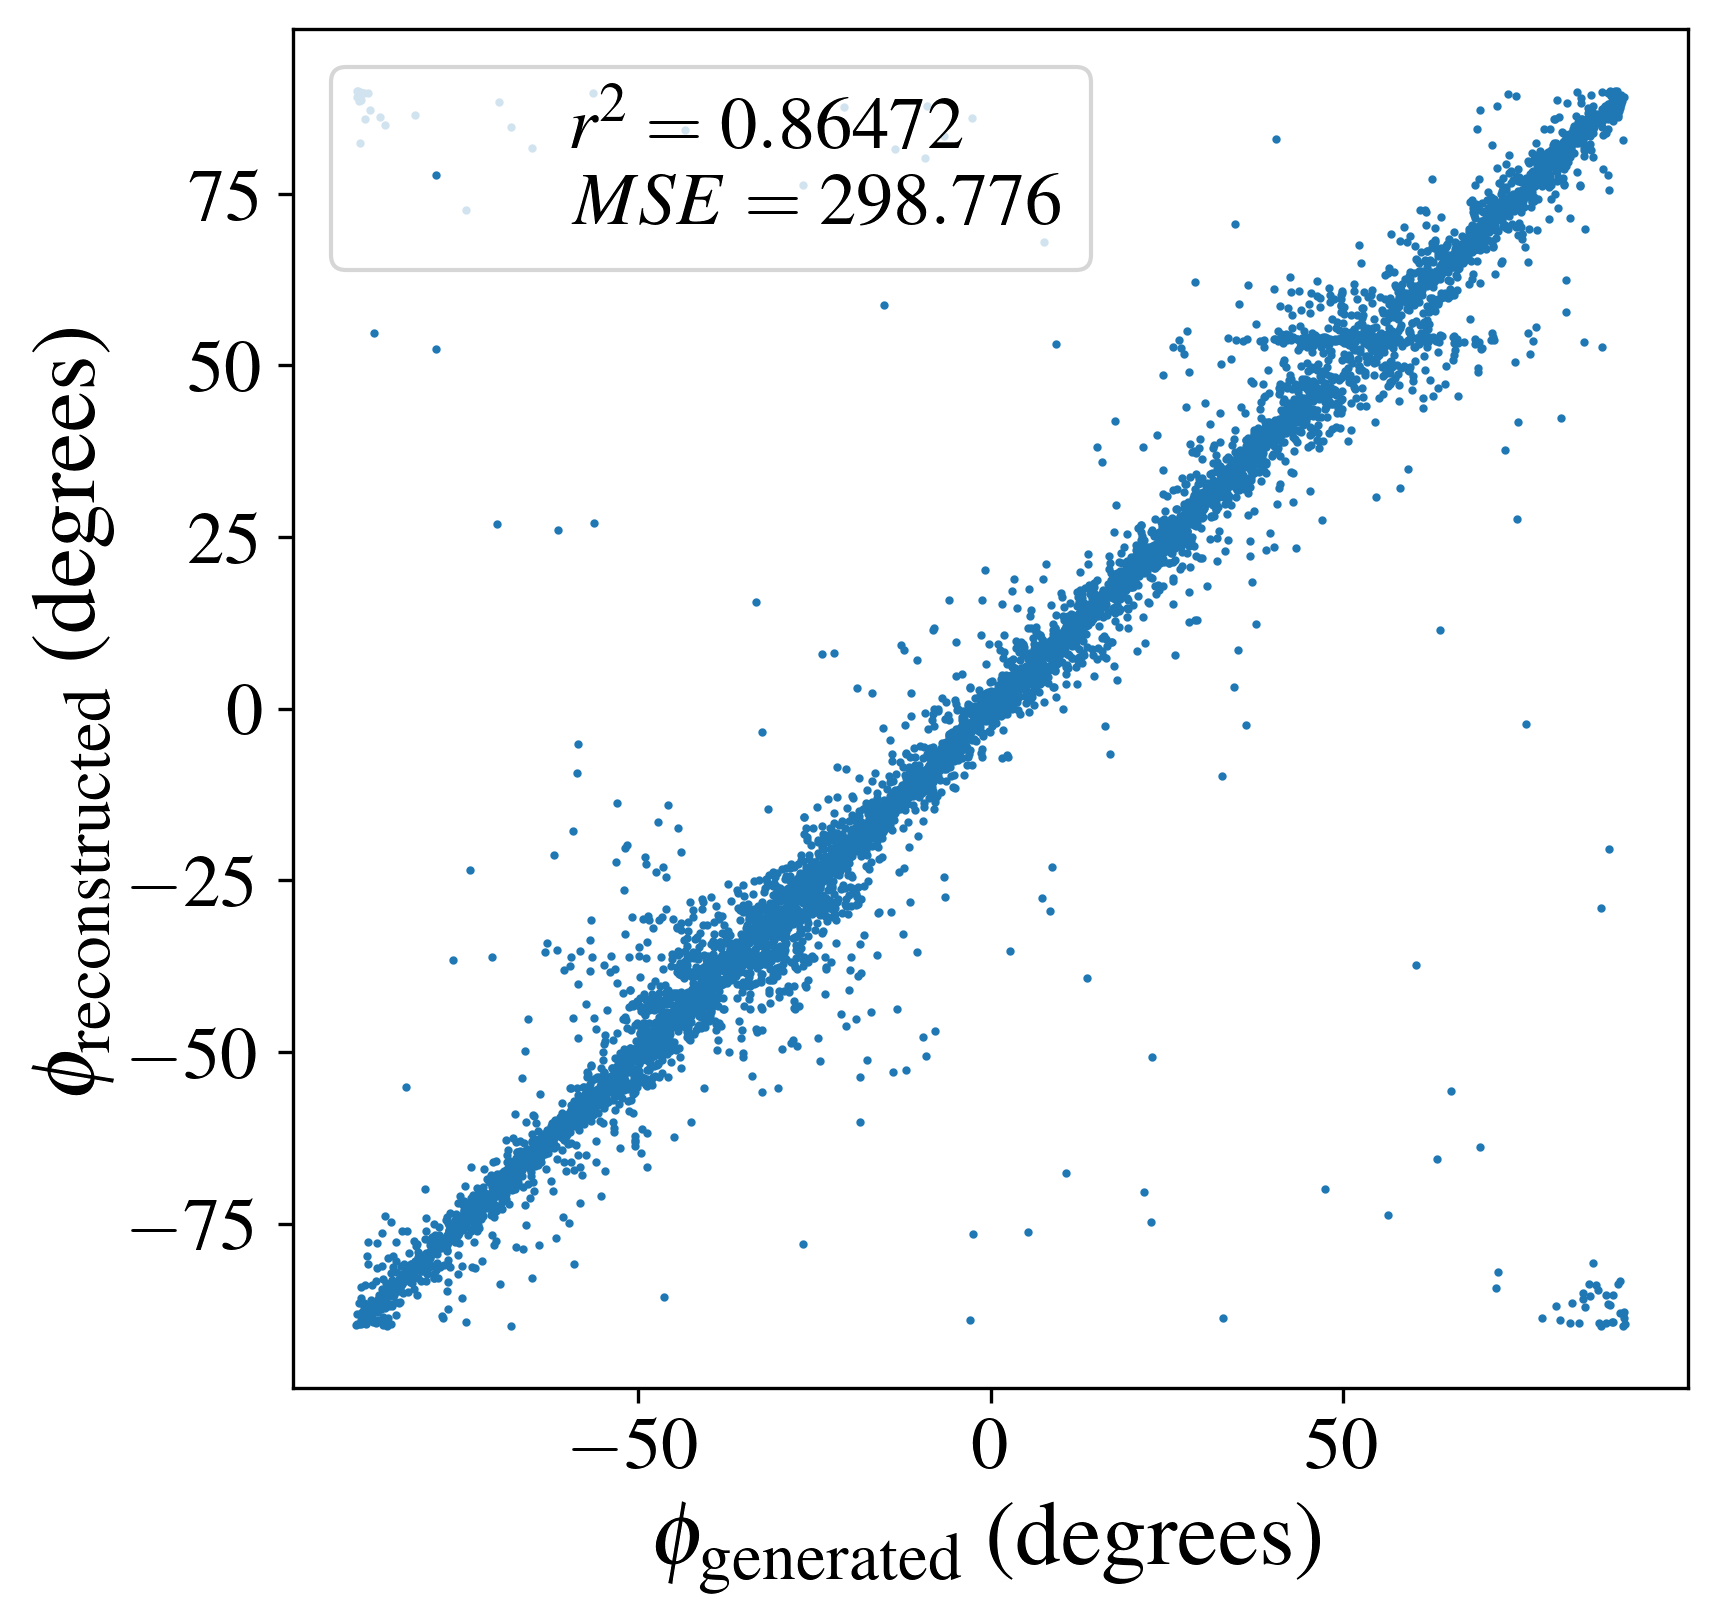 r² = 0.86472
MSE = 298.776
75
50
25
0
−25
−50
−75
ϕreconstructed (degrees)
−50 0 50
ϕgenerated (degrees)